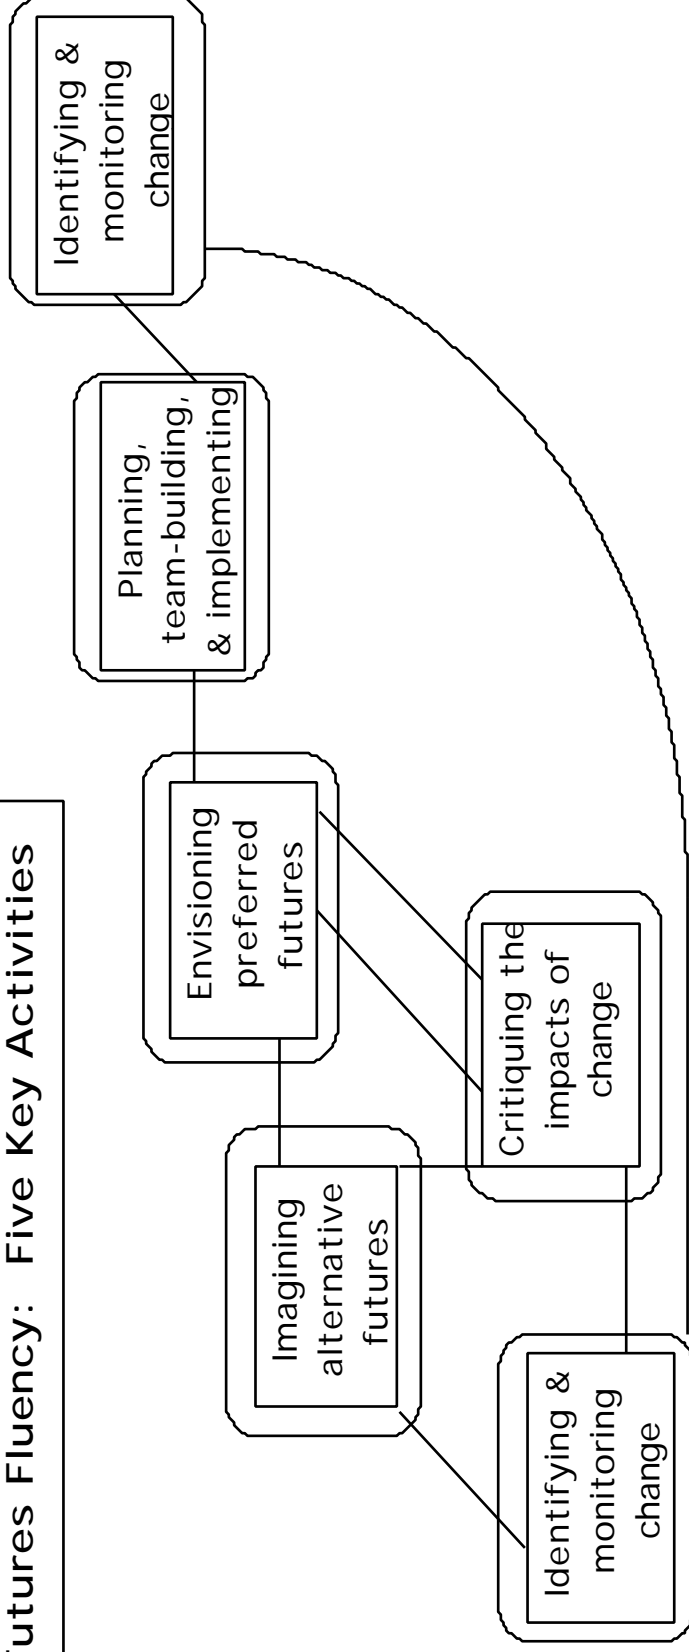 utures Fluency: Five Key Activities
Identifying &
monitoring
change
Imagining
alternative
futures
Critiquing the
impacts of
change
Envisioning
preferred
futures
Planning,
team-building,
& implementing
Identifying &
monitoring
change